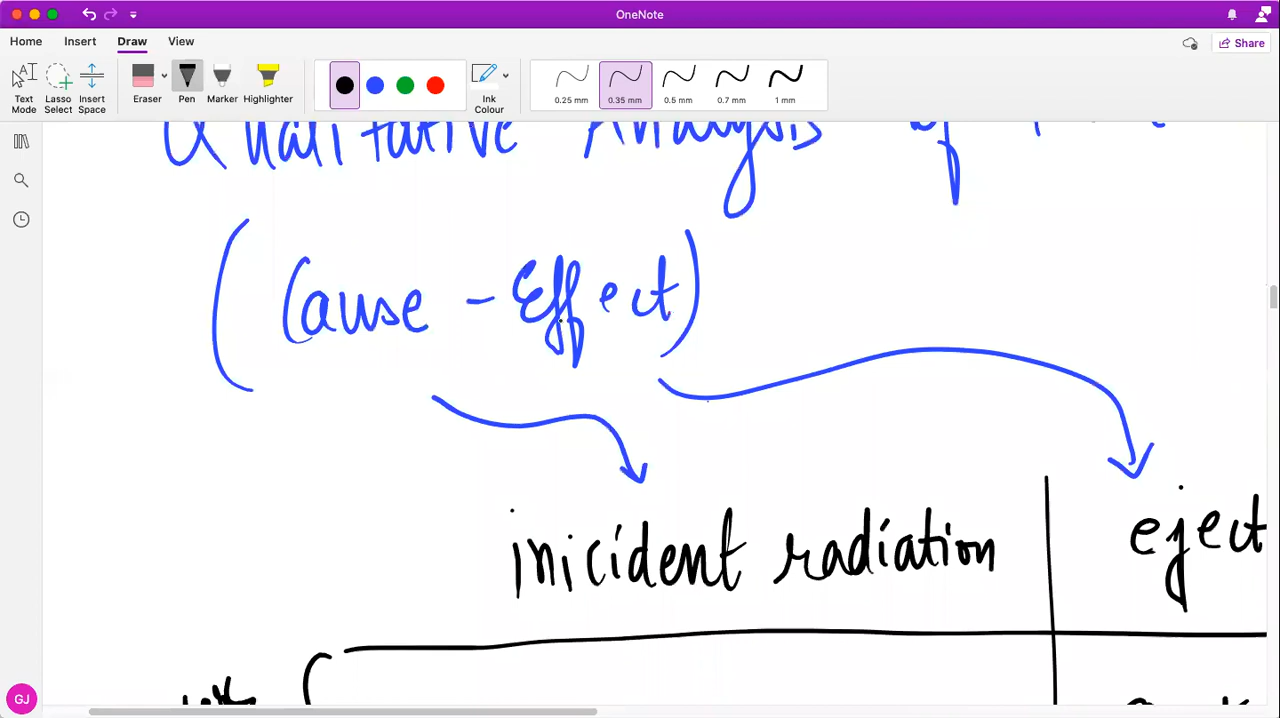 OneNote
Home Insert Draw View
Share
Text Mode
Lasso Select
Insert Space
Eraser
Pen
Marker
Highlighter
Ink Colour
0.25 mm
0.35 mm
0.5 mm
0.7 mm
1 mm
Qualitative Analysis of
(Cause - Effect)
inicident radiation
eject
GJ